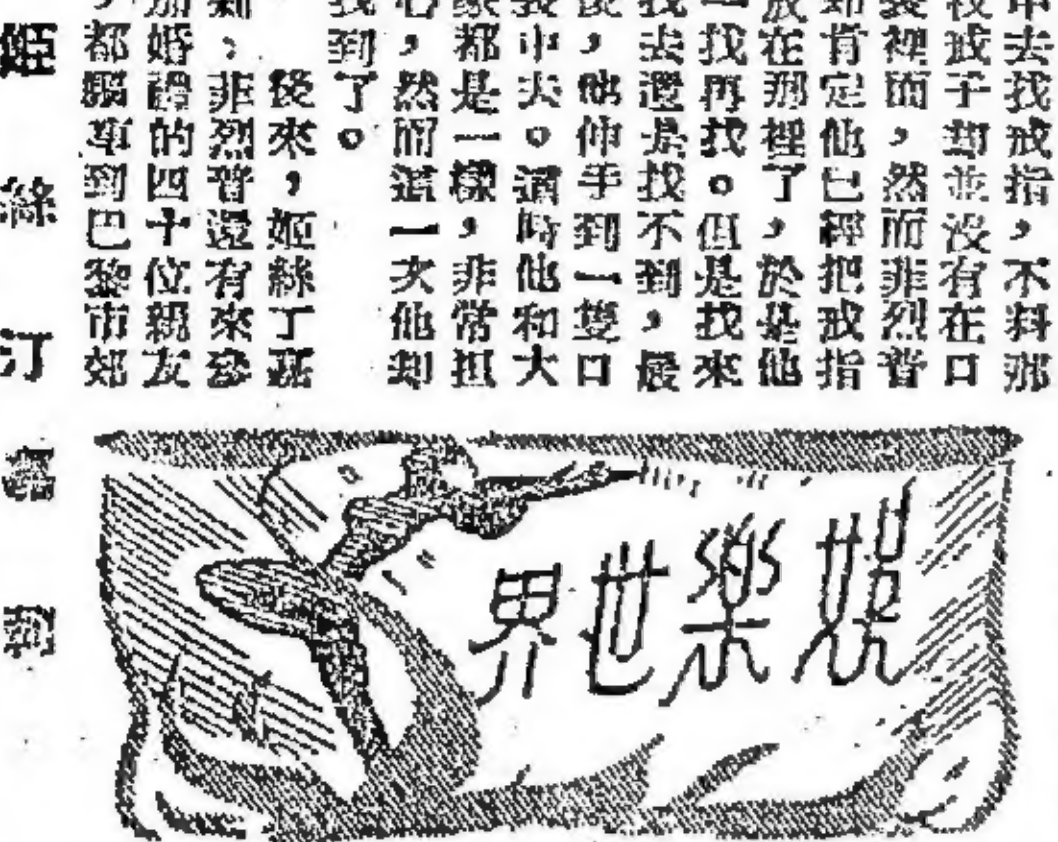 中去找戒指，不料那
枚戒子却並沒有在口
袋裡面，然而非烈普
却肯定他已經把戒指
放在那裡了，於是他
一找再找。但是找來
找去還是找不到，最
後，他伸手到一隻口
袋中去。這時他和大
家都是一樣，非常担
心，然而這一次他却
找到了。
後來，姬絲丁
，非烈普還有來參
加婚禮的四十位親友
，都驅車到巴黎市郊
姬絲汀
娛樂世界